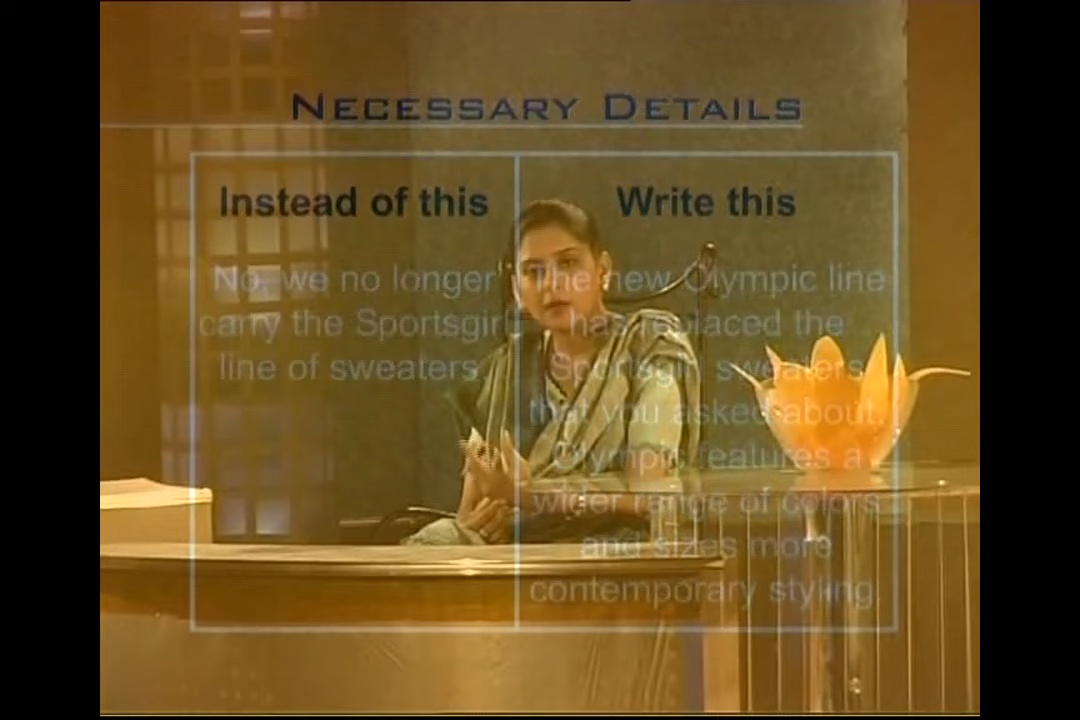 NECESSARY DETAILS
Instead of this
No, we no longer
carry the Sportsgirl
line of sweaters
Write this
The new Olympic line
has replaced the
Sportsgirl sweaters
that you asked about.
Olympic features a
wider range of colors
and sizes more
contemporary styling.